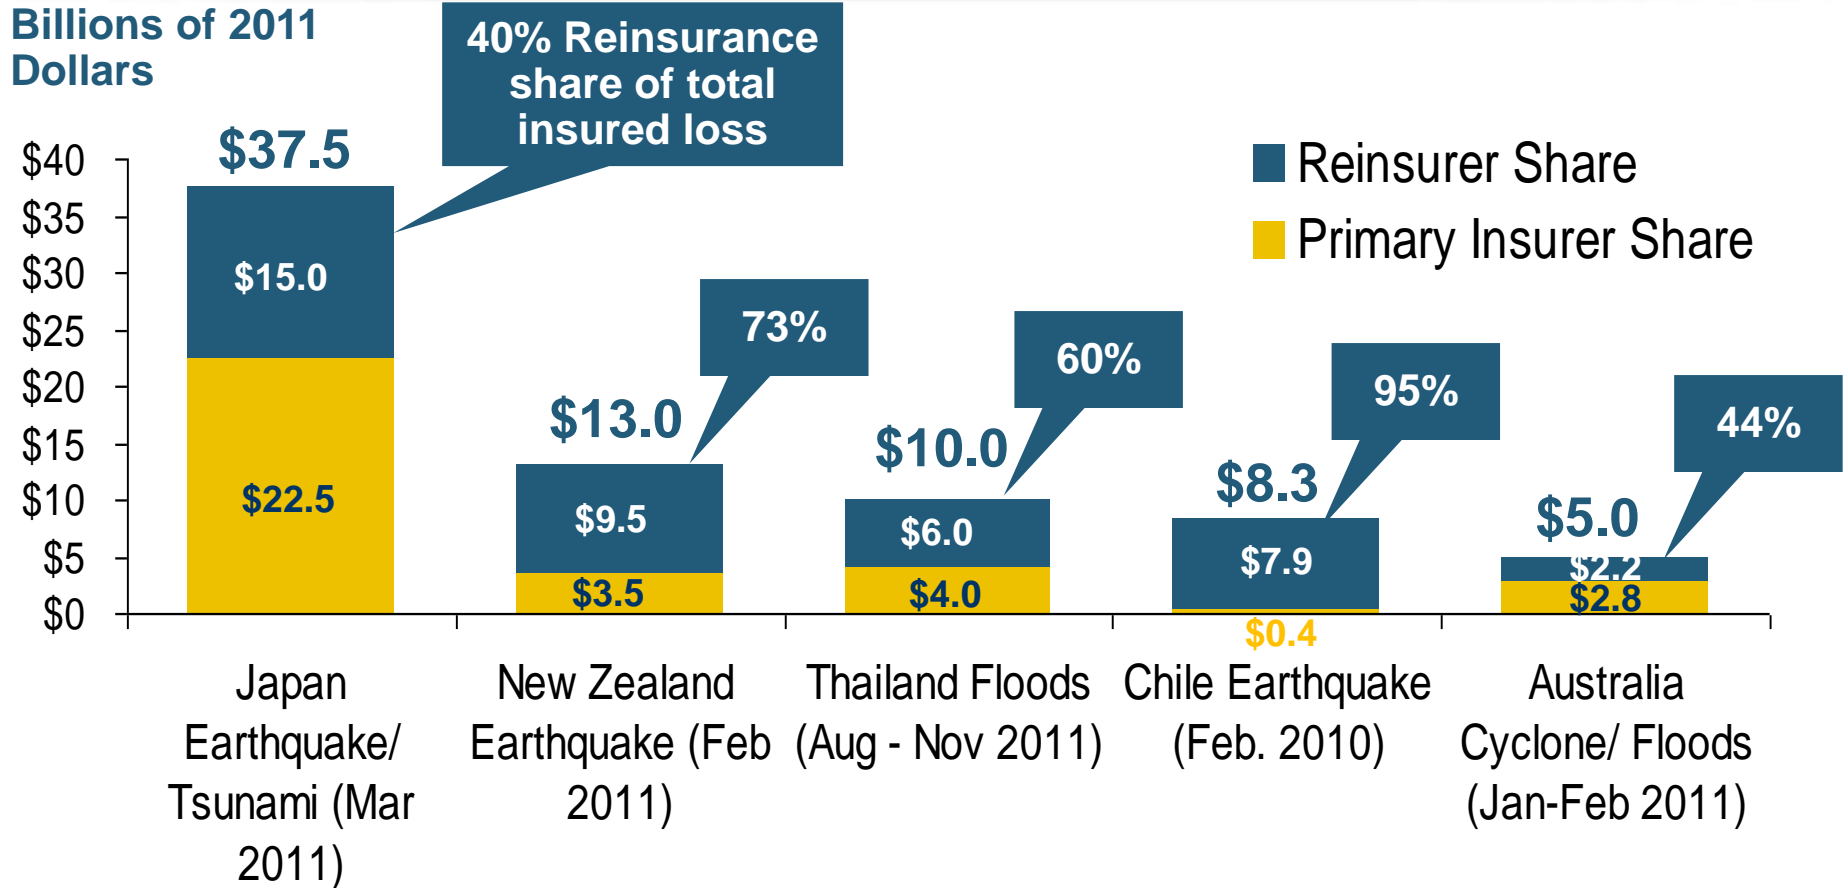 Billions of 2011
Dollars
40% Reinsurance
share of total
insured loss
$40
$35
$30
$25
$20
$15
$10
$5
$0
$37.5
$15.0
$22.5
$13.0
73%
$9.5
$3.5
$10.0
60%
$6.0
$4.0
$8.3
95%
$7.9
$0.4
$5.0
44%
$2.2
$2.8
Reinsurer Share
Primary Insurer Share
Japan
Earthquake/
Tsunami (Mar
2011)
New Zealand
Earthquake (Feb
2011)
Thailand Floods
(Aug - Nov 2011)
Chile Earthquake
(Feb. 2010)
Australia
Cyclone/ Floods
(Jan-Feb 2011)